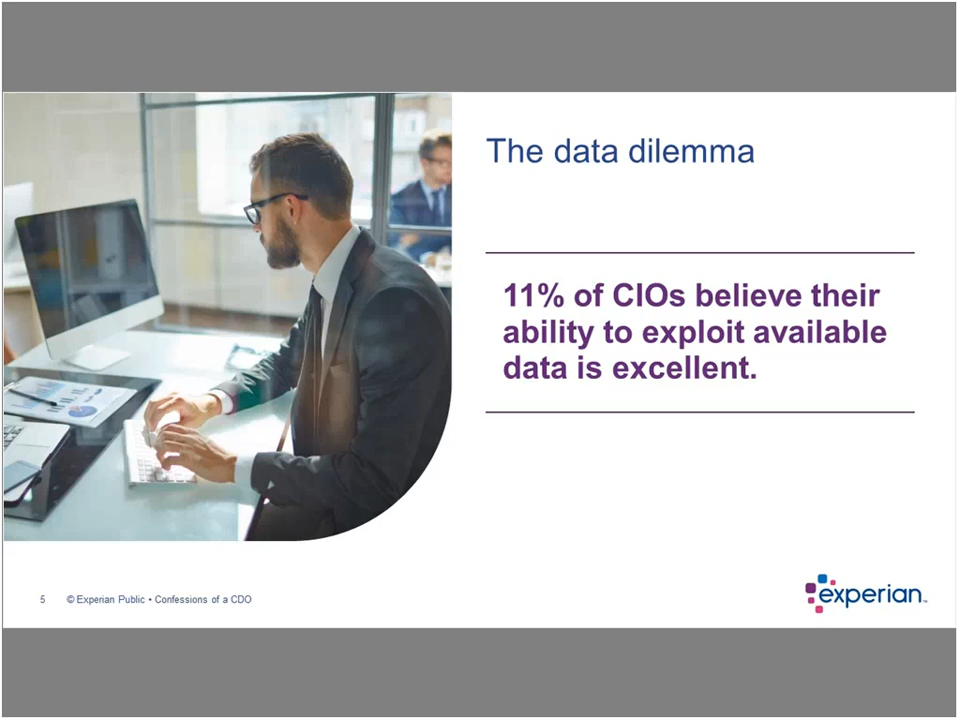 The data dilemma
11% of CIOs believe their
ability to exploit available
data is excellent.
5 © Experian Public • Confessions of a CDO
experian™